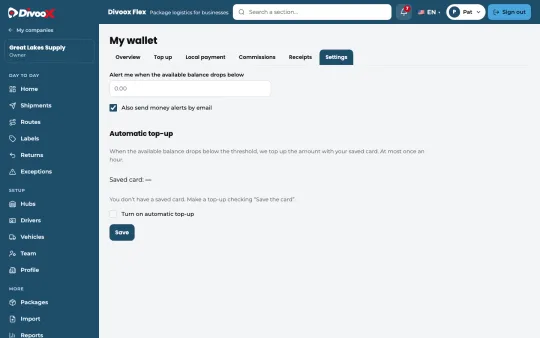 DivooX
Divoox Flex
Package logistics for businesses
Search a section...
7
EN
P
Pat
Sign out
My companies
Great Lakes Supply
Owner
DAY TO DAY
Home
Shipments
Routes
Labels
Returns
Exceptions
SETUP
Hubs
Drivers
Vehicles
Team
Profile
MORE
Packages
Import
Reports
My wallet
Overview
Top up
Local payment
Commissions
Receipts
Settings
Alert me when the available balance drops below
0.00
Also send money alerts by email
Automatic top-up
When the available balance drops below the threshold, we top up the amount with your saved card. At most once an
hour.
Saved card: —
You don't have a saved card. Make a top-up checking "Save the card".
Turn on automatic top-up
Save